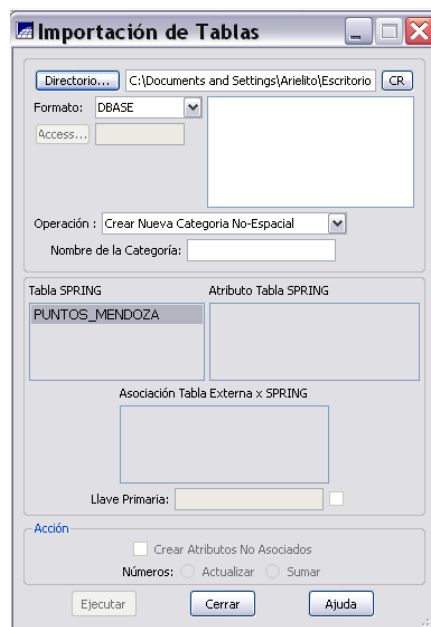 Importación de Tablas
Directorio... C:\Documents and Settings\Arielito\Escritorio CR
Formato: DBASE
Access...
Operación : Crear Nueva Categoria No-Espacial
Nombre de la Categoría:
Tabla SPRING Atributo Tabla SPRING
PUNTOS_MENDOZA
Asociación Tabla Externa x SPRING
Llave Primaria:
Acción
Crear Atributos No Asociados
Números: Actualizar Sumar
Ejecutar Cerrar Ajuda